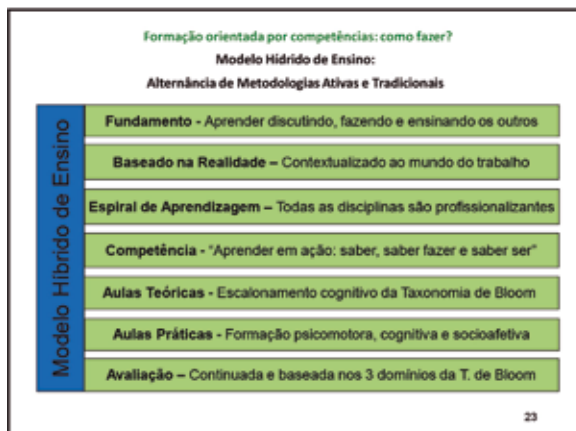 Formação orientada por competências: como fazer?
Modelo Hídrido de Ensino:
Alternância de Metodologias Ativas e Tradicionais
Modelo Híbrido de Ensino
Fundamento - Aprender discutindo, fazendo e ensinando os outros
Baseado na Realidade – Contextualizado ao mundo do trabalho
Espiral de Aprendizagem – Todas as disciplinas são profissionalizantes
Competência - “Aprender em ação: saber, saber fazer e saber ser”
Aulas Teóricas - Escalonamento cognitivo da Taxonomia de Bloom
Aulas Práticas - Formação psicomotora, cognitiva e socioafetiva
Avaliação – Continuada e baseada nos 3 domínios da T. de Bloom
23